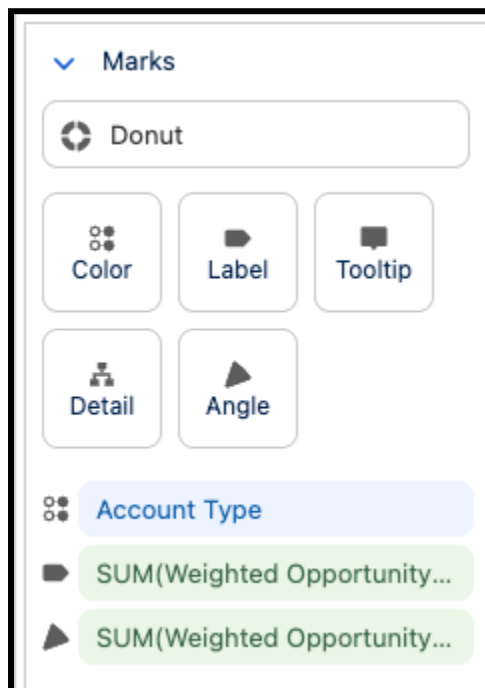 Marks
Donut
Color Label Tooltip
Detail Angle
Account Type
SUM(Weighted Opportunity...
SUM(Weighted Opportunity...